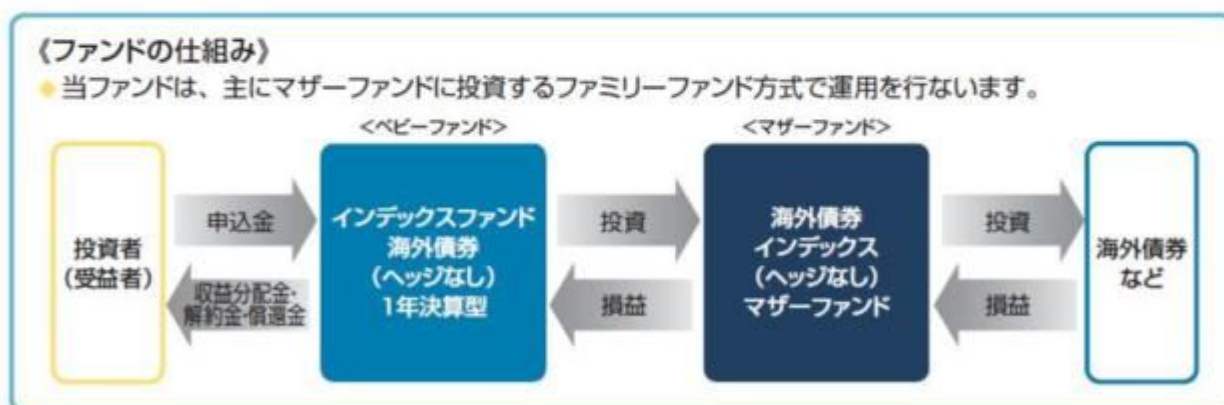 《ファンドの仕組み》
● 当ファンドは、主にマザーファンドに投資するファミリーファンド方式で運用を行ないます。
<ベビーファンド>
<マザーファンド>
投資者
(受益者)
申込金
収益分配金・
解約金・償還金
インデックスファンド
海外債券
(ヘッジなし)
1年決算型
投資
損益
海外債券
インデックス
(ヘッジなし)
マザーファンド
投資
損益
海外債券
など